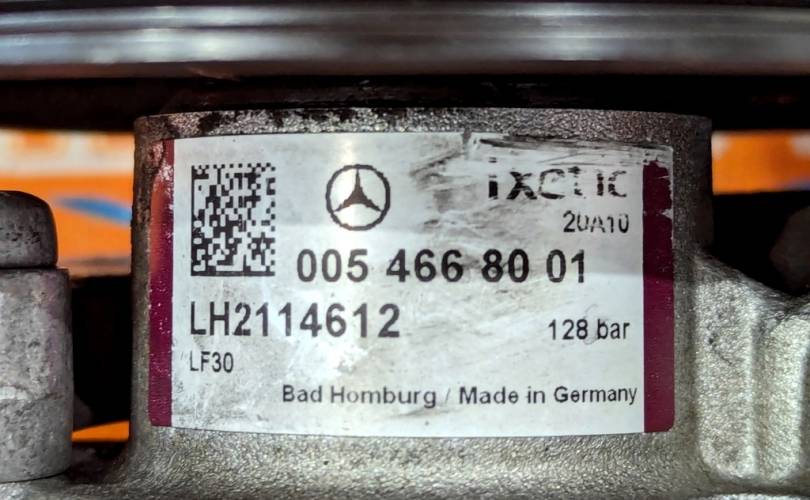 ixetic
20A10
005 466 80 01
LH2114612
128 bar
LF30
Bad Homburg / Made in Germany